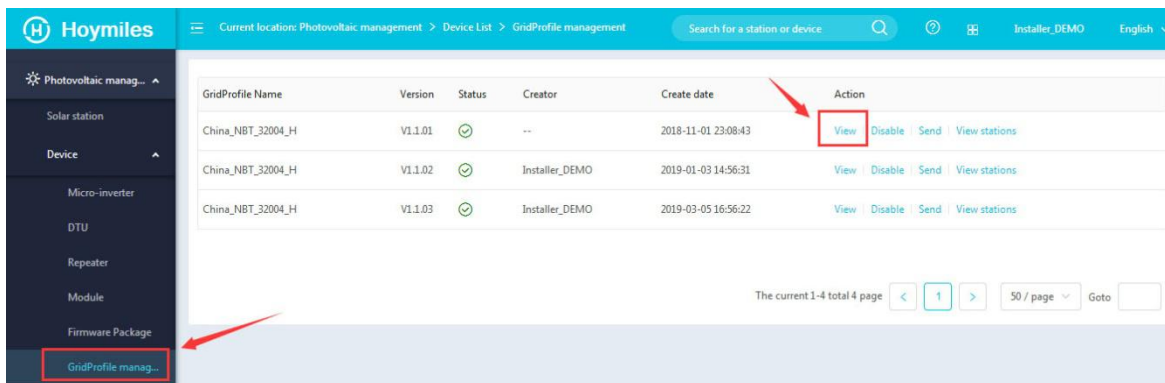 Hoymiles
Current location: Photovoltaic management > Device List > GridProfile management
Search for a station or device
Installer_DEMO
English
Photovoltaic manag...
Solar station
Device
Micro-inverter
DTU
Repeater
Module
Firmware Package
GridProfile manag...
GridProfile Name Version Status Creator Create date Action
China_NBT_32004_H V1.1.01 -- 2018-11-01 23:08:43 View Disable Send View stations
China_NBT_32004_H V1.1.02 Installer_DEMO 2019-01-03 14:56:31 View Disable Send View stations
China_NBT_32004_H V1.1.03 Installer_DEMO 2019-03-05 16:56:22 View Disable Send View stations
The current 1-4 total 4 page < 1 > 50 / page Goto